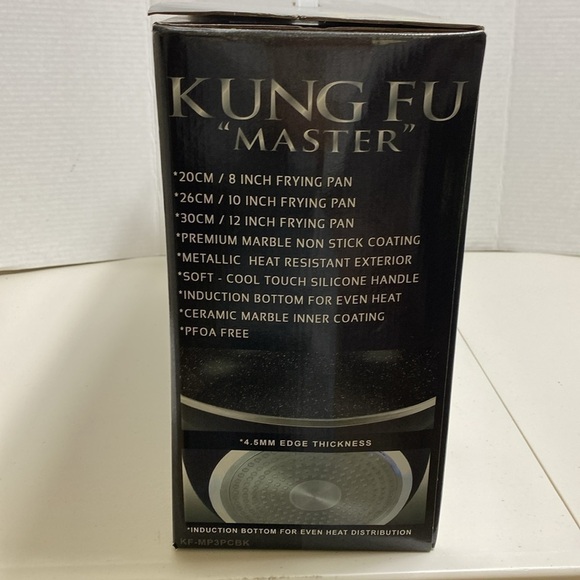 KUNG FU
"MASTER"
*20CM / 8 INCH FRYING PAN
*26CM / 10 INCH FRYING PAN
*30CM / 12 INCH FRYING PAN
*PREMIUM MARBLE NON STICK COATING
*METALLIC HEAT RESISTANT EXTERIOR
*SOFT - COOL TOUCH SILICONE HANDLE
*INDUCTION BOTTOM FOR EVEN HEAT
*CERAMIC MARBLE INNER COATING
*PFOA FREE
*4.5MM EDGE THICKNESS
*INDUCTION BOTTOM FOR EVEN HEAT DISTRIBUTION
KF-MP3PCBK